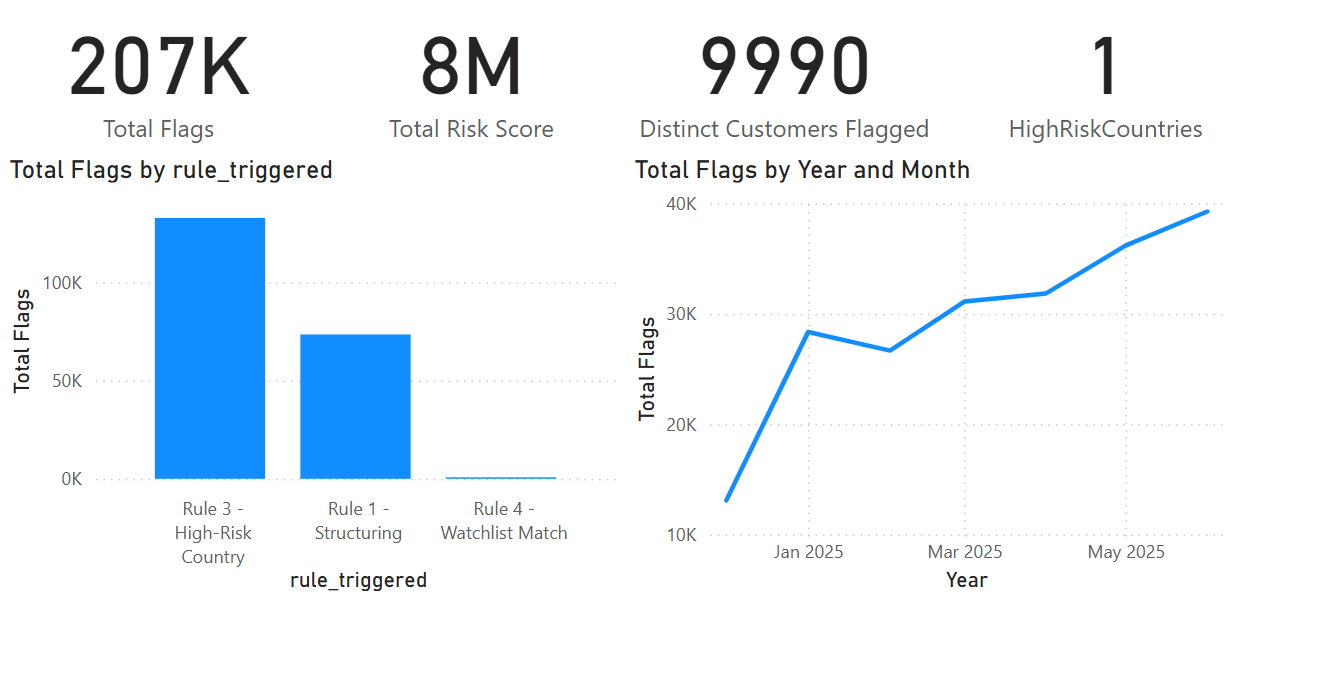 207K
8M
9990
1
Total Flags
Total Risk Score
Distinct Customers Flagged
HighRiskCountries
Total Flags by rule_triggered
Total Flags
100K
50K
0K
Rule 3 -
High-Risk
Country
Rule 1 -
Structuring
Rule 4 -
Watchlist Match
rule_triggered
Total Flags by Year and Month
Total Flags
40K
30K
20K
10K
Jan 2025
Mar 2025
May 2025
Year